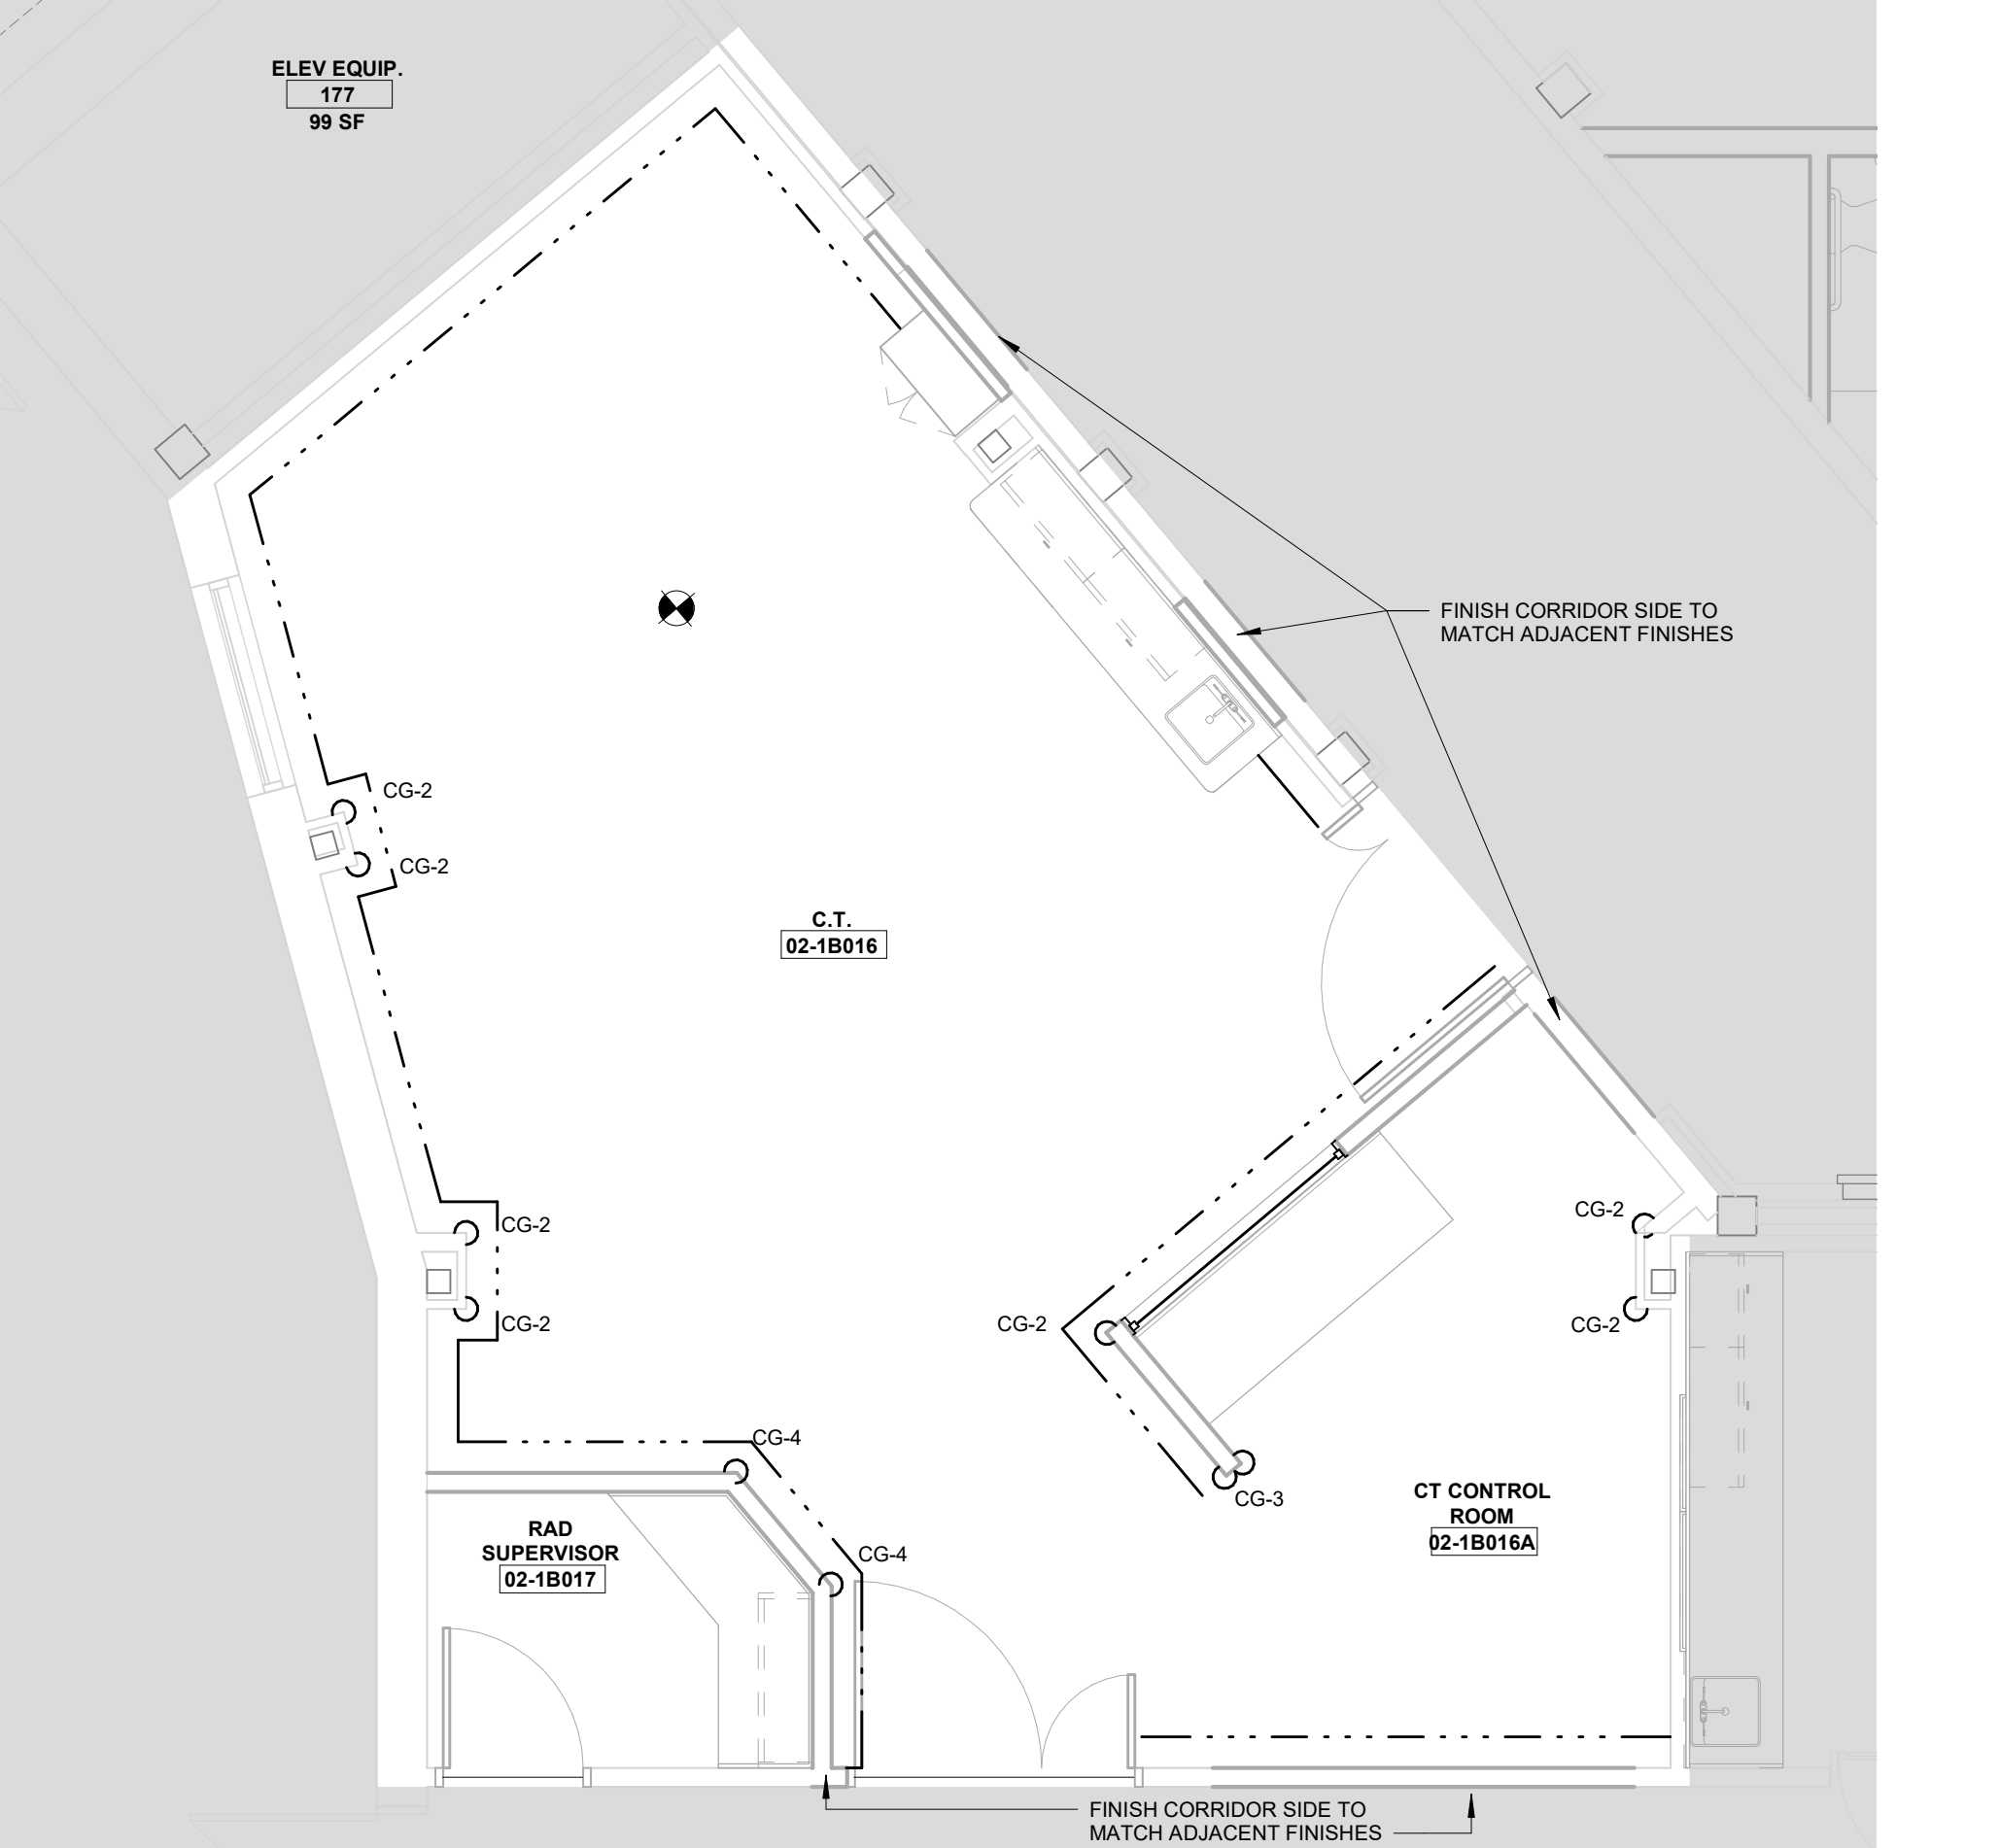 ELEV EQUIP.
177
99 SF
FINISH CORRIDOR SIDE TO
MATCH ADJACENT FINISHES
CG-2
CG-2
C.T.
02-1B016
CG-2
CG-2
CG-2
CG-2
CG-2
CG-4
CG-3
CT CONTROL
ROOM
02-1B016A
RAD
SUPERVISOR
02-1B017
CG-4
FINISH CORRIDOR SIDE TO
MATCH ADJACENT FINISHES